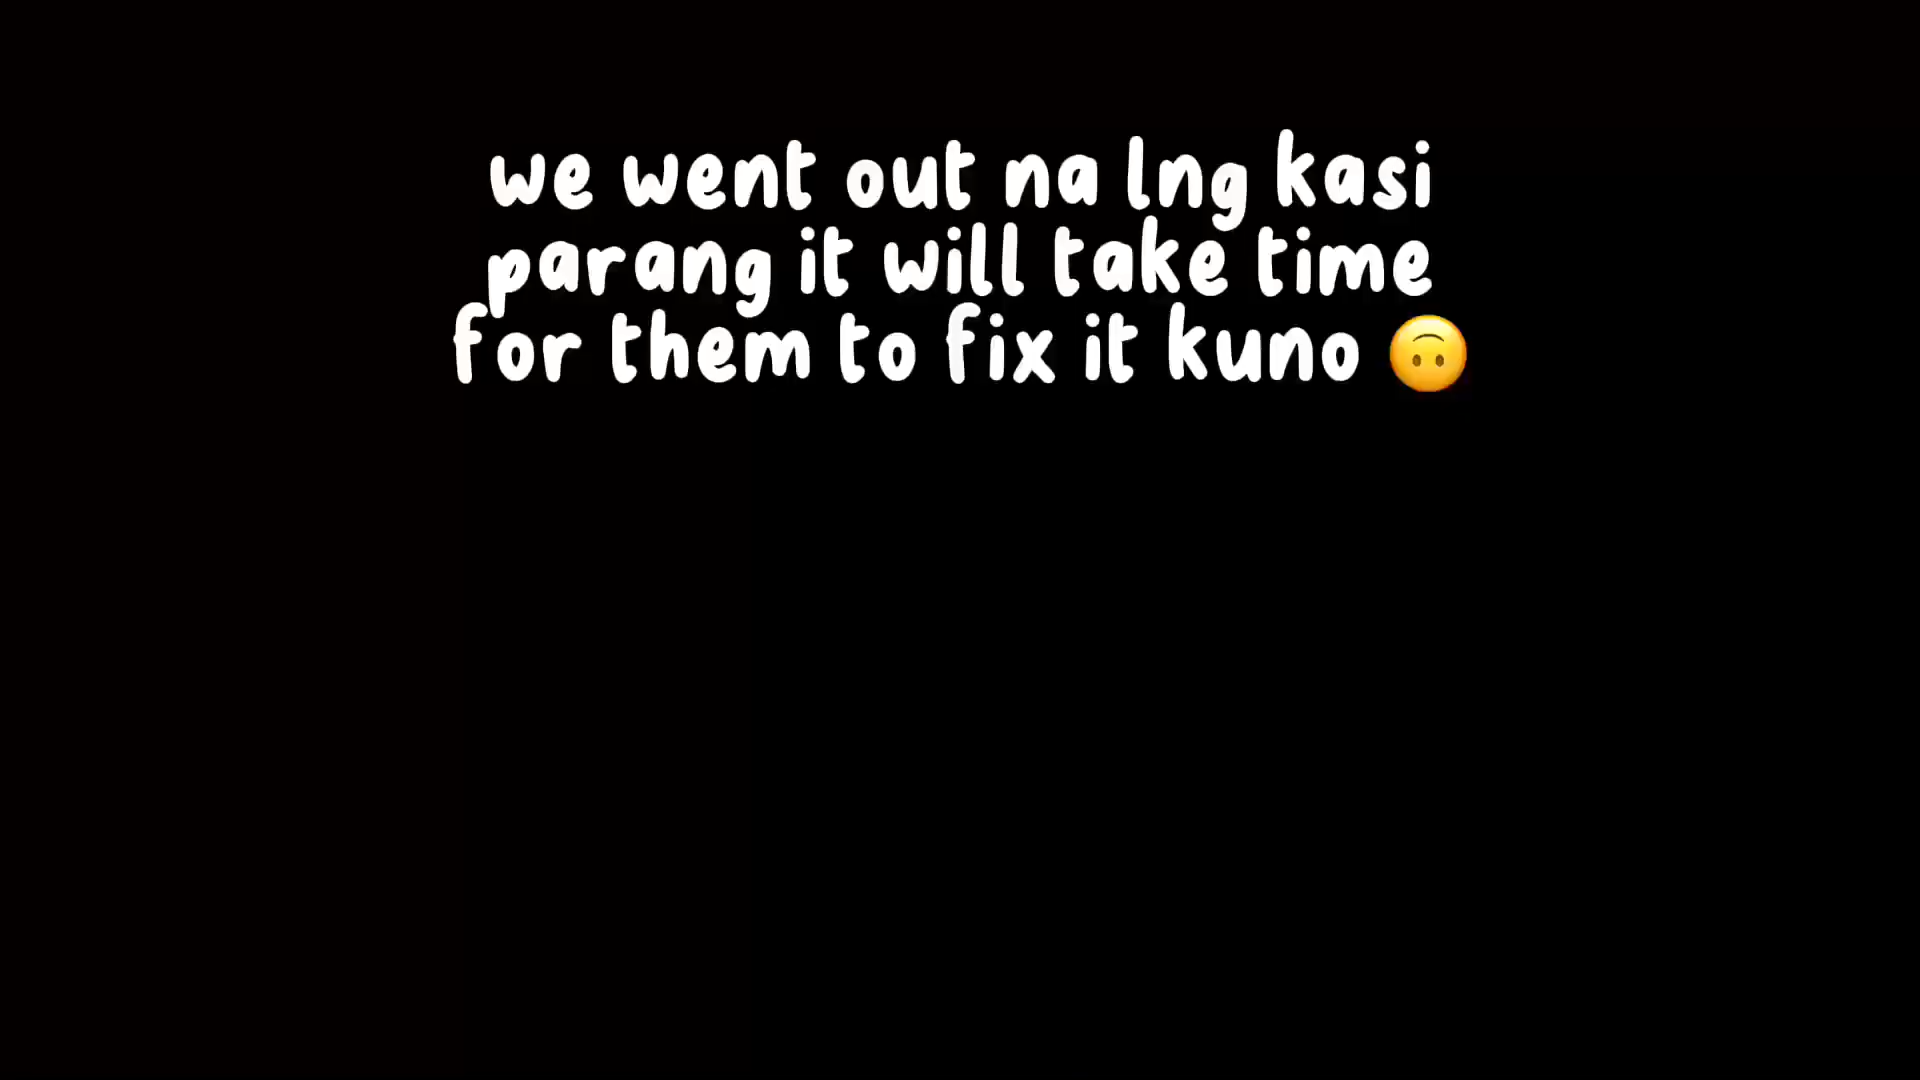 we went out na lng kasi
parang it will take time
for them to fix it kuno 🙃